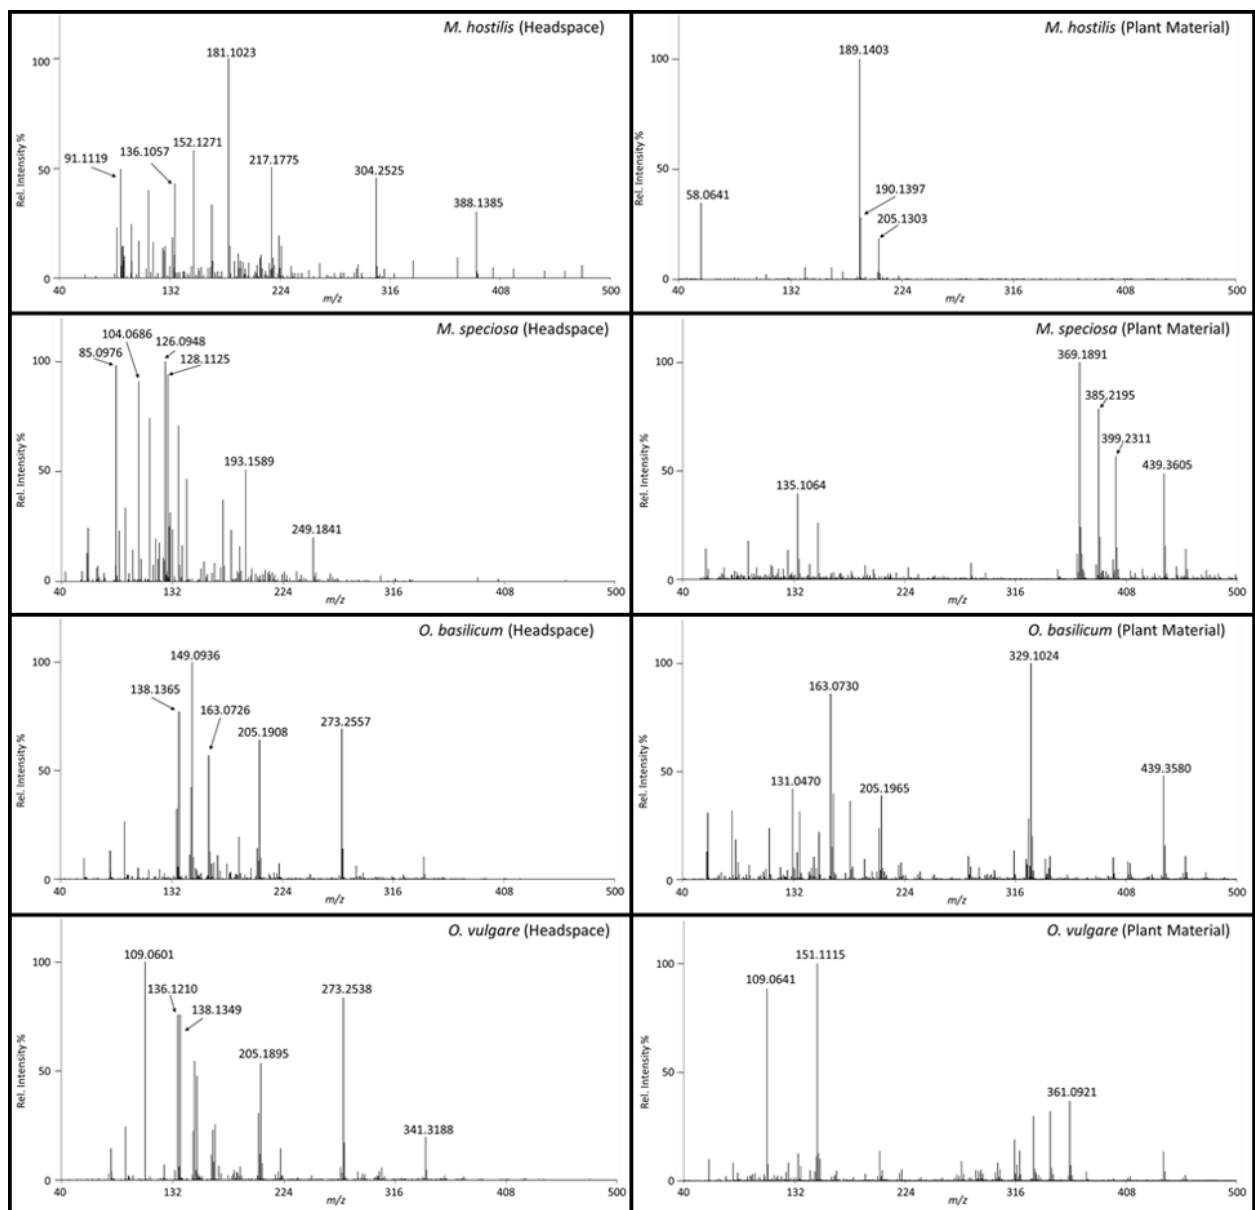 M. hostilis (Headspace)
Rel. Intensity%
100
50
0
181.1023
152.1271
136.1057
91.1119
217.1775
304.2525
388.1385
40 132 224 316 408 500
m/z
M. hostilis (Plant Material)
Rel. Intensity%
100
50
0
189.1403
58.0641
190.1397
205.1303
40 132 224 316 408 500
m/z
M. speciosa (Headspace)
Rel. Intensity%
100
50
0
104.0686
126.0948
85.0976
128.1125
193.1589
249.1841
40 132 224 316 408 500
m/z
M. speciosa (Plant Material)
Rel. Intensity%
100
50
0
369.1891
385.2195
399.2311
439.3605
135.1064
40 132 224 316 408 500
m/z
O. basilicum (Headspace)
Rel. Intensity%
100
50
0
149.0936
138.1365
163.0726
205.1908
273.2557
40 132 224 316 408 500
m/z
O. basilicum (Plant Material)
Rel. Intensity%
100
50
0
329.1024
163.0730
131.0470
205.1965
439.3580
40 132 224 316 408 500
m/z
O. vulgare (Headspace)
Rel. Intensity%
100
50
0
109.0601
136.1210
138.1349
273.2538
205.1895
341.3188
40 132 224 316 408 500
m/z
O. vulgare (Plant Material)
Rel. Intensity%
100
50
0
151.1115
109.0641
361.0921
40 132 224 316 408 500
m/z